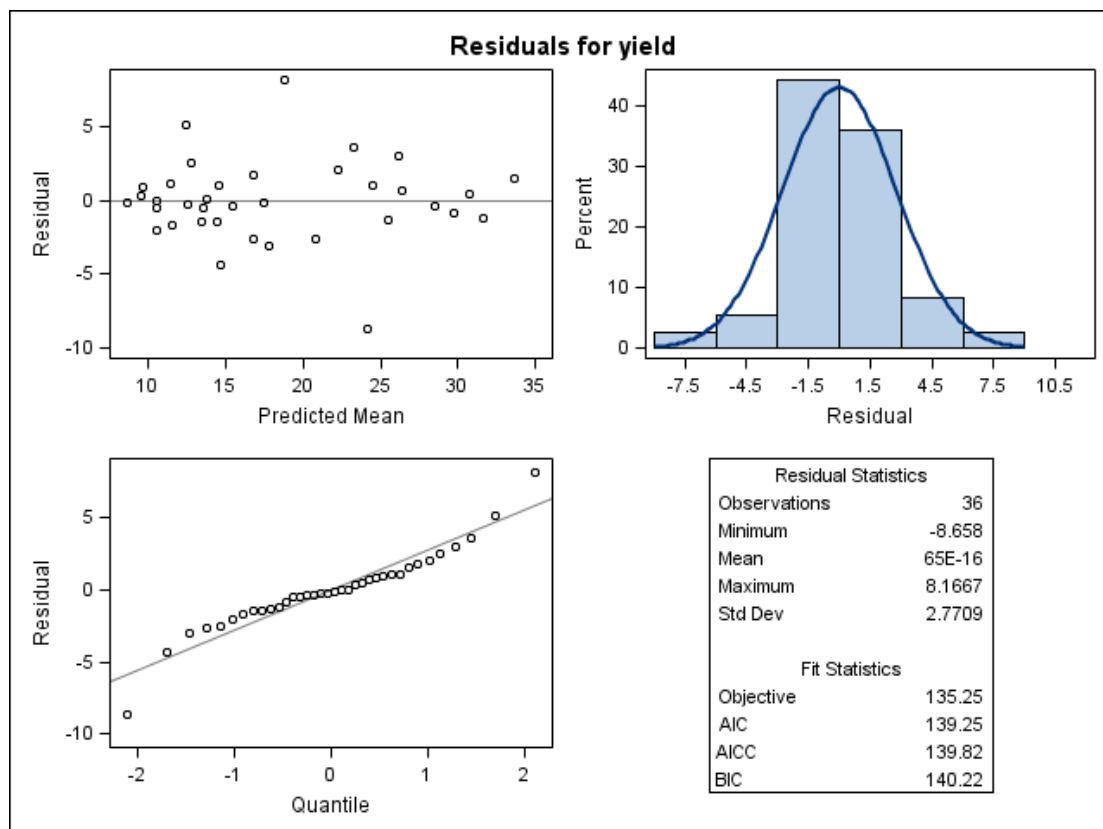 Residuals for yield
Residual
5
0
-5
-10
10 15 20 25 30 35
Predicted Mean
Percent
40
30
20
10
0
-7.5 -4.5 -1.5 1.5 4.5 7.5 10.5
Residual
Residual
5
0
-5
-10
-2 -1 0 1 2
Quantile
Residual Statistics
Observations 36
Minimum -8.658
Mean 65E-16
Maximum 8.1667
Std Dev 2.7709
Fit Statistics
Objective 135.25
AIC 139.25
AICC 139.82
BIC 140.22